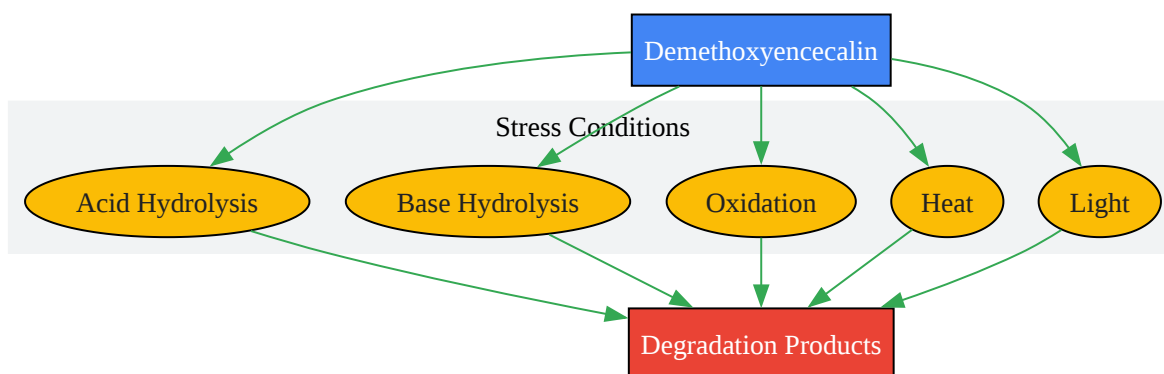 Demethoxyencecalin
Stress Conditions
Acid Hydrolysis
Base Hydrolysis
Oxidation
Heat
Light
Degradation Products